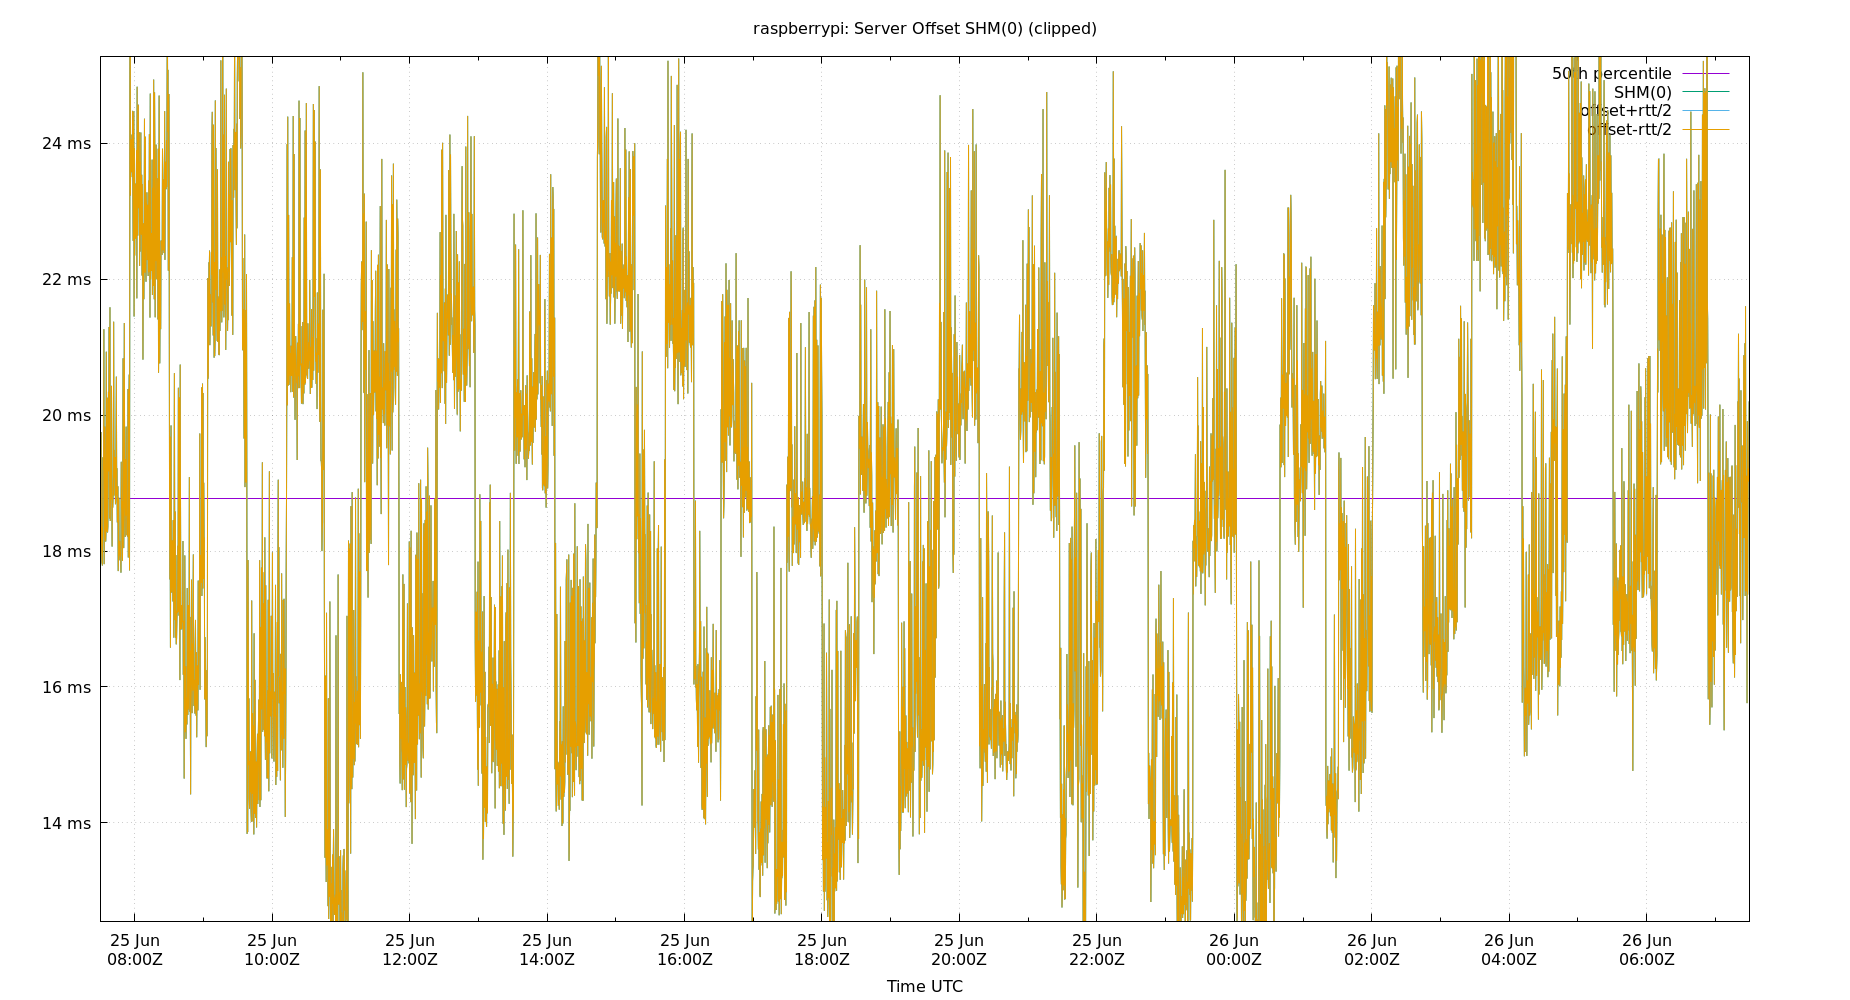 raspberrypi: Server Offset SHM(0) (clipped)
50th percentile
SHM(0)
offset+rtt/2
offset-rtt/2
24 ms
22 ms
20 ms
18 ms
16 ms
14 ms
25 Jun 25 Jun 25 Jun 25 Jun 25 Jun 25 Jun 25 Jun 25 Jun 26 Jun 26 Jun 26 Jun 26 Jun
08:00Z 10:00Z 12:00Z 14:00Z 16:00Z 18:00Z 20:00Z 22:00Z 00:00Z 02:00Z 04:00Z 06:00Z
Time UTC